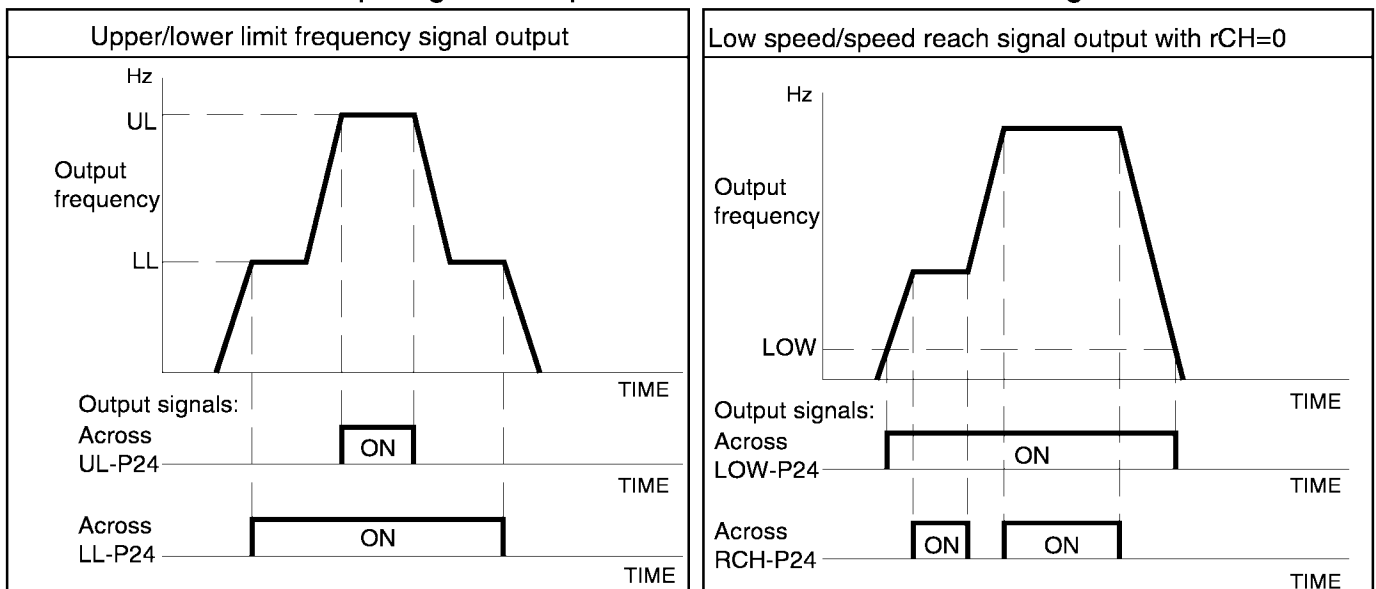 Upper/lower limit frequency signal output
Hz
UL
Output
frequency
LL
TIME
Output signals:
Across
UL-P24
ON
TIME
Across
LL-P24
ON
TIME
Low speed/speed reach signal output with rCH=0
Hz
Output
frequency
LOW
TIME
Output signals:
Across
LOW-P24
ON
TIME
Across
RCH-P24
ON
ON
TIME